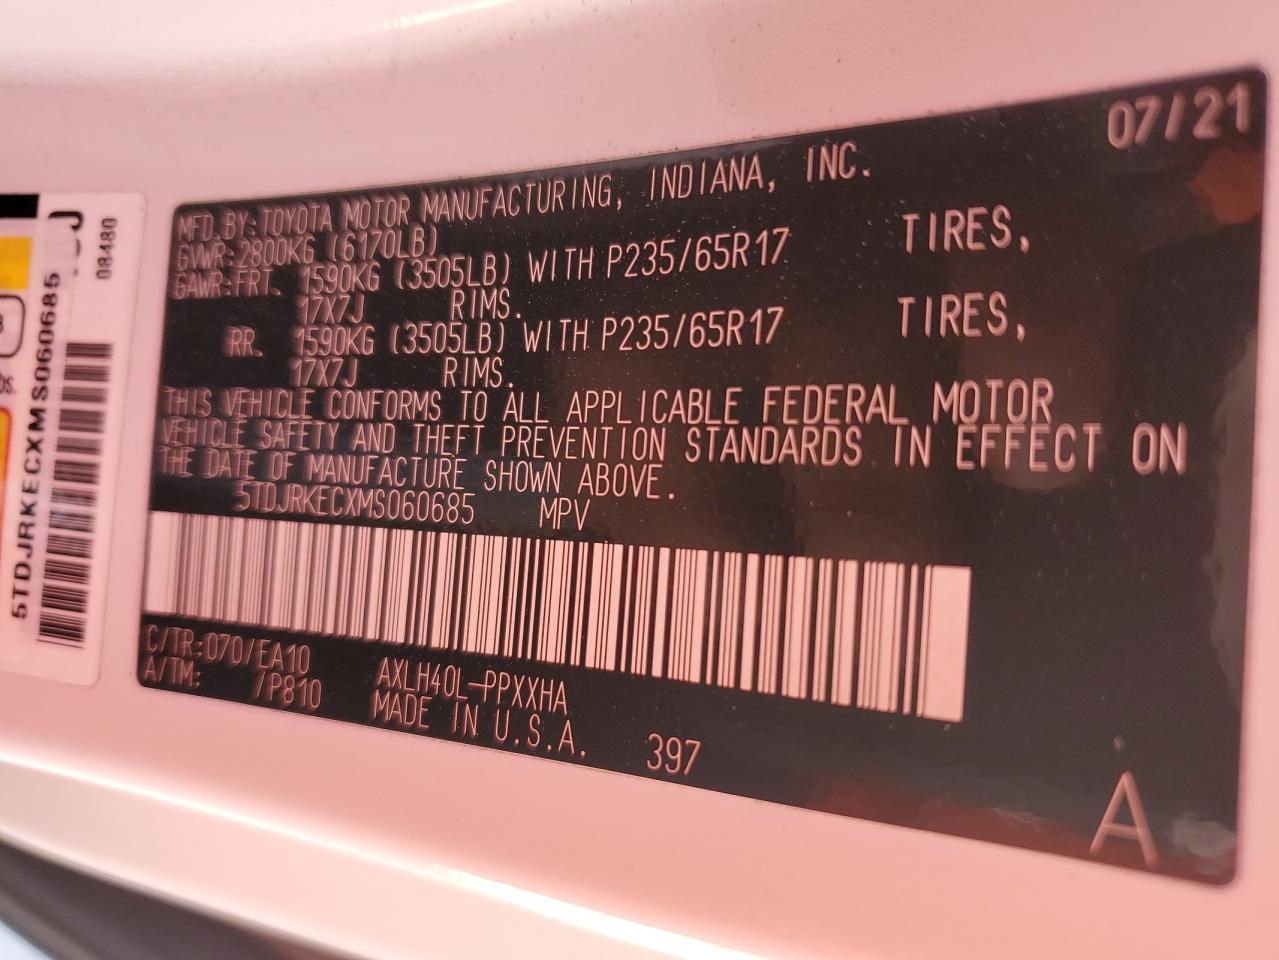 07/21
MFD.BY:TOYOTA MOTOR MANUFACTURING, INDIANA, INC.
GVWR:2800KG (6170LB)
GAWR:FRT. 1590KG (3505LB) WITH P235/65R17 TIRES,
17X7J RIMS.
RR. 1590KG (3505LB) WITH P235/65R17 TIRES,
17X7J RIMS.
THIS VEHICLE CONFORMS TO ALL APPLICABLE FEDERAL MOTOR
VEHICLE SAFETY AND THEFT PREVENTION STANDARDS IN EFFECT ON
THE DATE OF MANUFACTURE SHOWN ABOVE.
5TDJRKECXMS060685 MPV
C/TR:070/EA10 AXLH40L-PPXXHA
A/TM: /P810 MADE IN U.S.A. 397
A
5TDJRKECXMS060685
08480